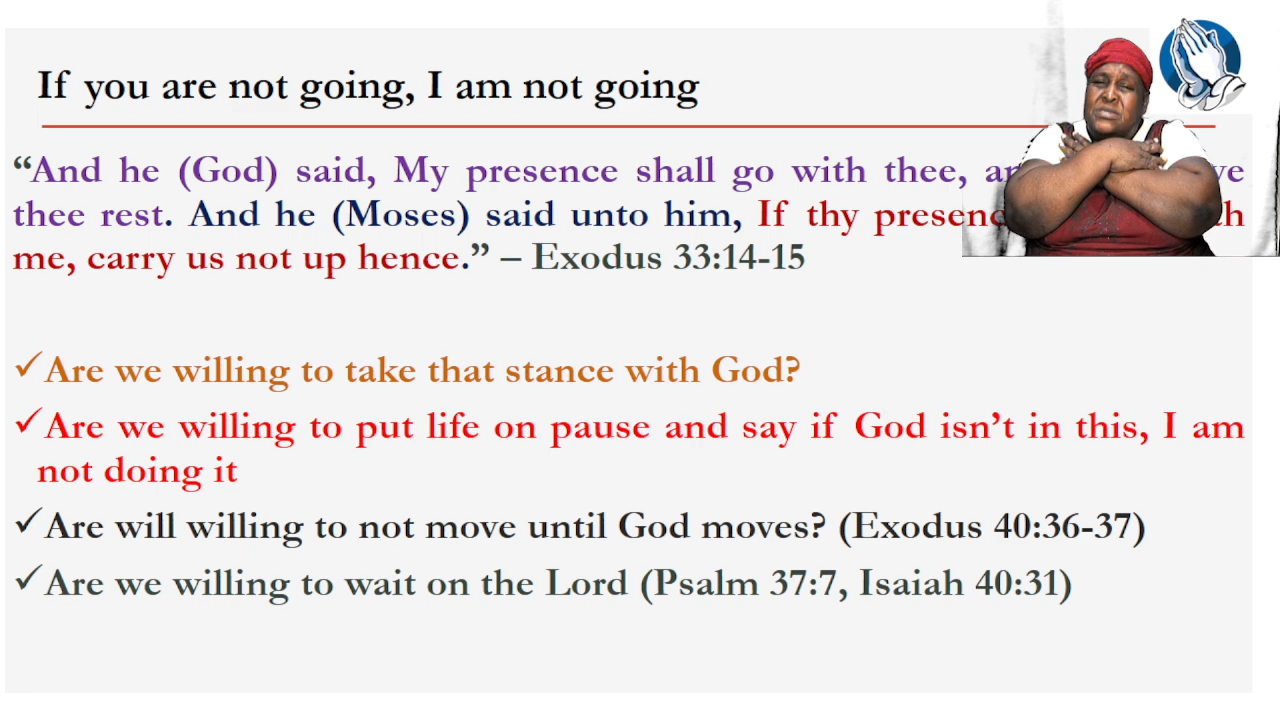 If you are not going, I am not going
“And he (God) said, My presence shall go with thee,
thee rest. And he (Moses) said unto him, If thy
me, carry us not up hence.” – Exodus 33:14-15
✓Are we willing to take that stance with God?
✓Are we willing to put life on pause and say if God isn’t in this, I am
not doing it
✓Are will willing to not move until God moves? (Exodus 40:36-37)
✓Are we willing to wait on the Lord (Psalm 37:7, Isaiah 40:31)